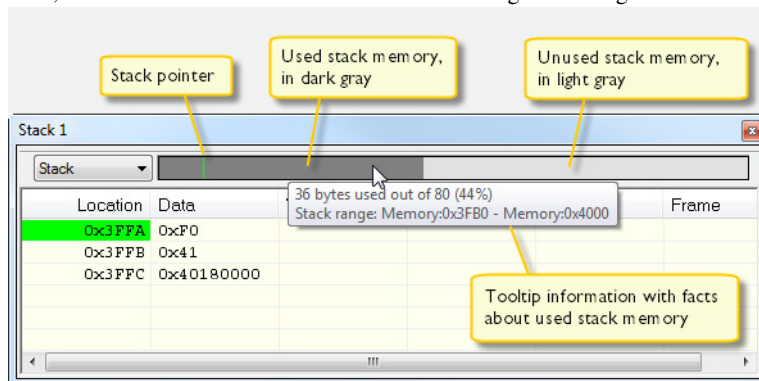 Stack pointer
Used stack memory,
in dark gray
Unused stack memory,
in light gray
Stack 1
Stack
36 bytes used out of 80 (44%)
Stack range: Memory:0x3FB0 - Memory:0x4000
Location Data Frame
0x3FFA 0xF0
0x3FFB 0x41
0x3FFC 0x40180000
Tooltip information with facts
about used stack memory